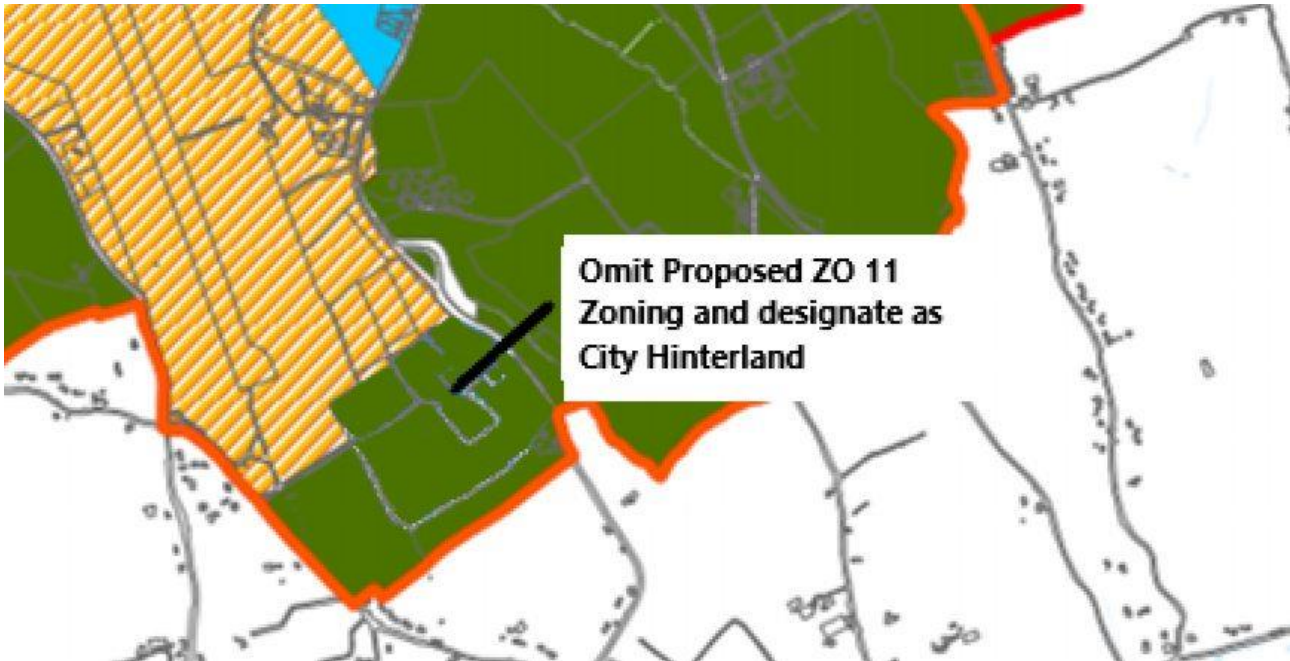 Omit Proposed ZO 11
Zoning and designate as
City Hinterland